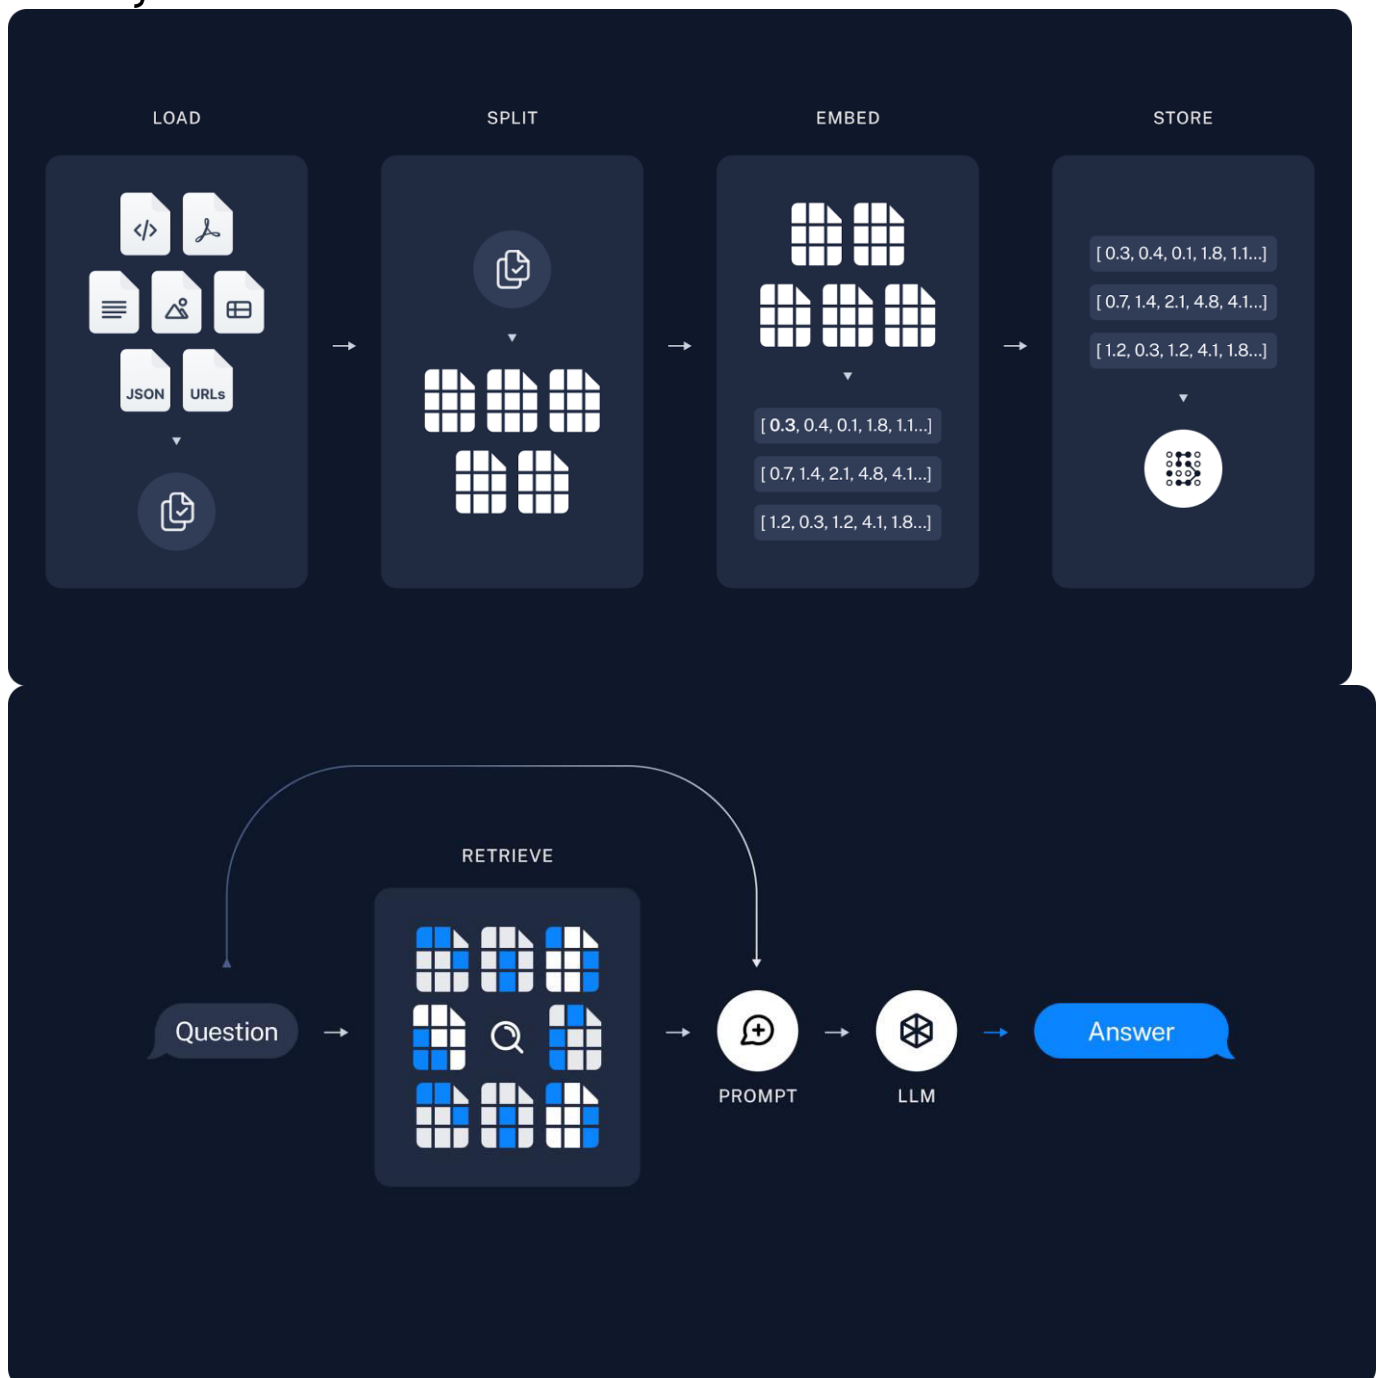 LOAD
SPLIT
EMBED
STORE
</>
JSON
URLs
[ 0.3, 0.4, 0.1, 1.8, 1.1...]
[ 0.7, 1.4, 2.1, 4.8, 4.1...]
[ 1.2, 0.3, 1.2, 4.1, 1.8...]
[ 0.3, 0.4, 0.1, 1.8, 1.1...]
[ 0.7, 1.4, 2.1, 4.8, 4.1...]
[ 1.2, 0.3, 1.2, 4.1, 1.8...]
RETRIEVE
Question
PROMPT
LLM
Answer